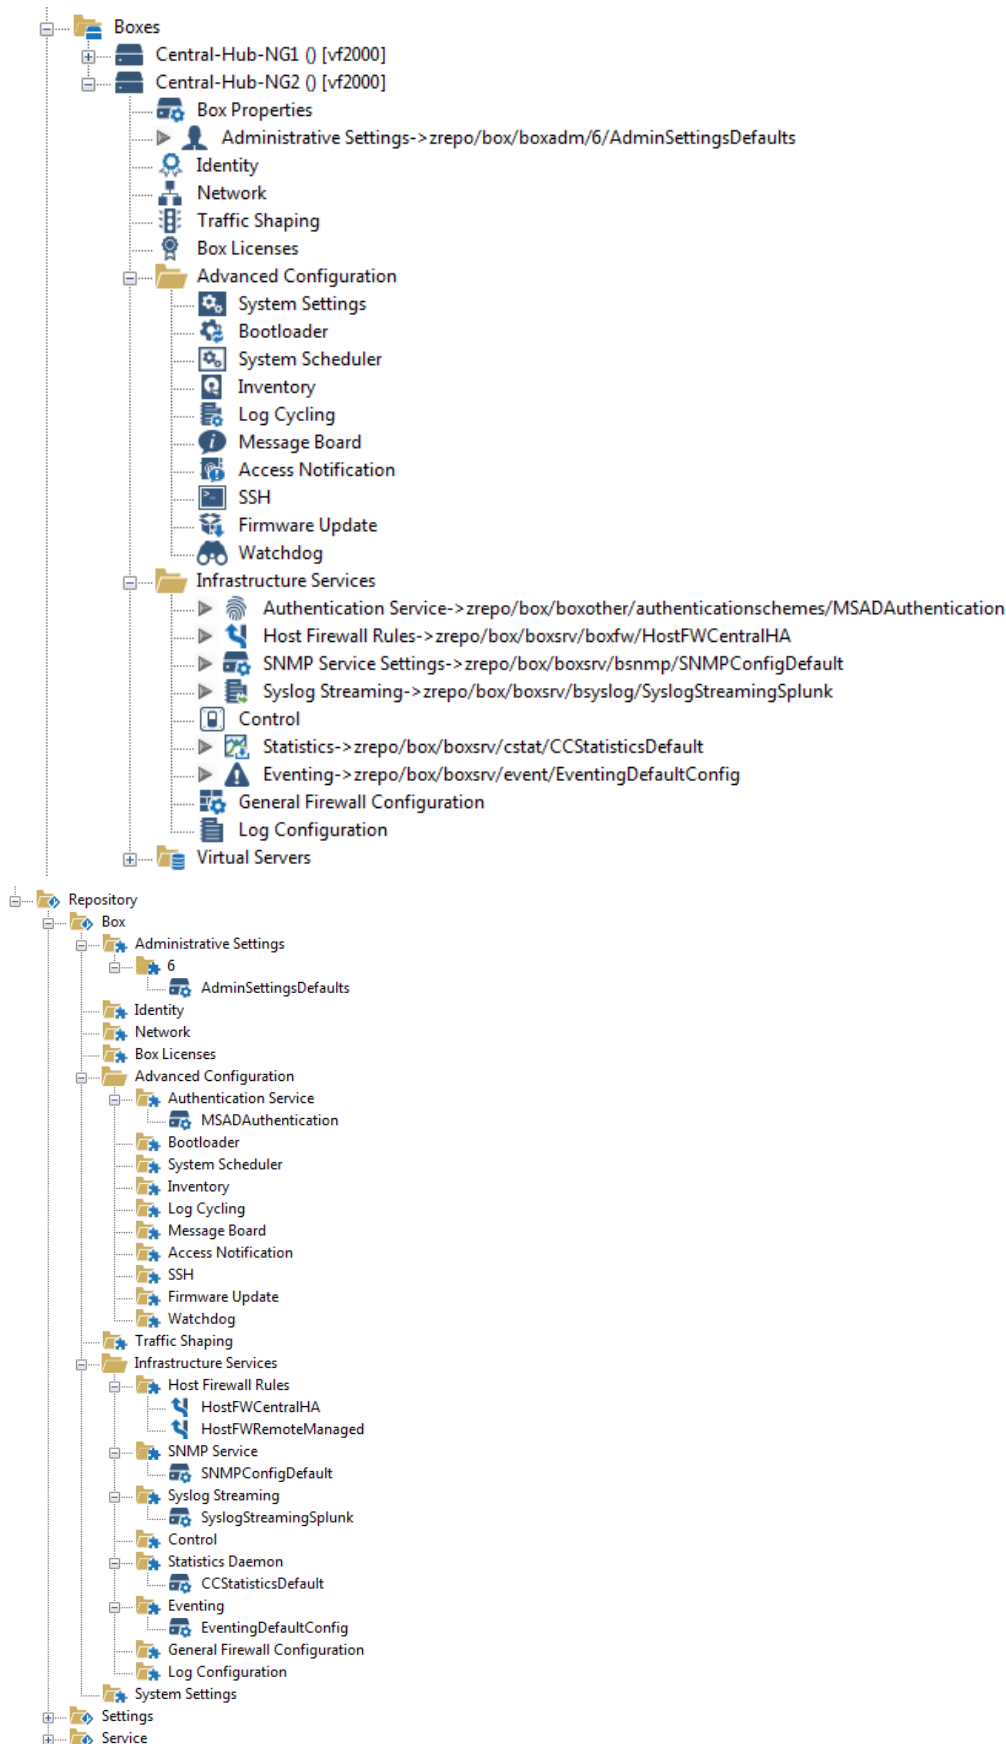 Boxes
Central-Hub-NG1 () [vf2000]
Central-Hub-NG2 () [vf2000]
Box Properties
Administrative Settings->zrepo/box/boxadm/6/AdminSettingsDefaults
Identity
Network
Traffic Shaping
Box Licenses
Advanced Configuration
System Settings
Bootloader
System Scheduler
Inventory
Log Cycling
Message Board
Access Notification
SSH
Firmware Update
Watchdog
Infrastructure Services
Authentication Service->zrepo/box/boxother/authenticationschemes/MSADAuthentication
Host Firewall Rules->zrepo/box/boxsrv/boxfw/HostFWCentralHA
SNMP Service Settings->zrepo/box/boxsrv/bsnmp/SNMPConfigDefault
Syslog Streaming->zrepo/box/boxsrv/bsyslog/SyslogStreamingSplunk
Control
Statistics->zrepo/box/boxsrv/cstat/CCStatisticsDefault
Eventing->zrepo/box/boxsrv/event/EventingDefaultConfig
General Firewall Configuration
Log Configuration
Virtual Servers
Repository
Box
Administrative Settings
6
AdminSettingsDefaults
Identity
Network
Box Licenses
Advanced Configuration
Authentication Service
MSADAuthentication
Bootloader
System Scheduler
Inventory
Log Cycling
Message Board
Access Notification
SSH
Firmware Update
Watchdog
Traffic Shaping
Infrastructure Services
Host Firewall Rules
HostFWCentralHA
HostFWRemoteManaged
SNMP Service
SNMPConfigDefault
Syslog Streaming
SyslogStreamingSplunk
Control
Statistics Daemon
CCStatisticsDefault
Eventing
EventingDefaultConfig
General Firewall Configuration
Log Configuration
System Settings
Settings
Service